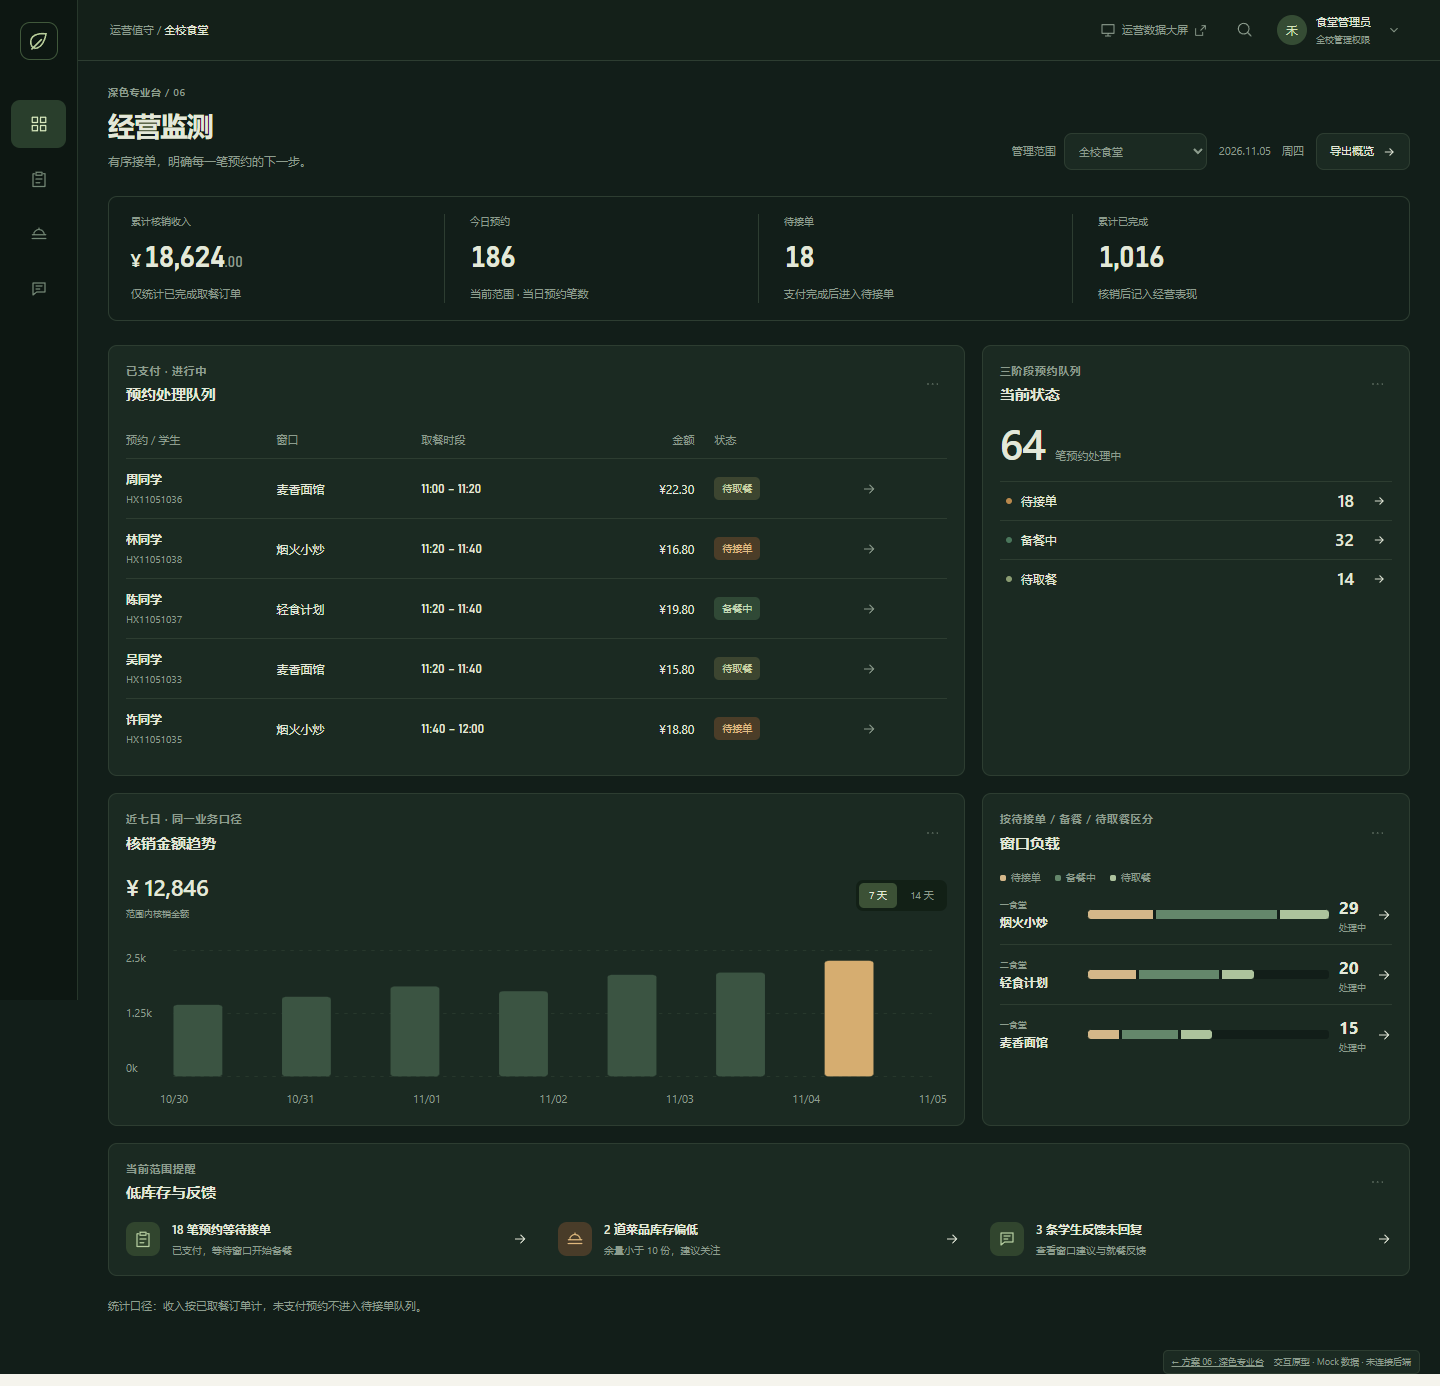 运营值守 / 全校食堂
运营数据大屏
禾
食堂管理员
全校管理权限
深色专业台 / 06
经营监测
有序接单，明确每一笔预约的下一步。
管理范围
全校食堂
2026.11.05 周四
导出概览 →
累计核销收入
¥18,624.00
仅统计已完成取餐订单
今日预约
186
当前范围 · 当日预约笔数
待接单
18
支付完成后进入待接单
累计已完成
1,016
核销后记入经营表现
已支付 · 进行中
预约处理队列
...
预约 / 学生 窗口 取餐时段 金额 状态
周同学
HX11051036
麦香面馆 11:00 – 11:20 ¥22.30 待取餐 →
林同学
HX11051038
烟火小炒 11:20 – 11:40 ¥16.80 待接单 →
陈同学
HX11051037
轻食计划 11:20 – 11:40 ¥19.80 备餐中 →
吴同学
HX11051033
麦香面馆 11:20 – 11:40 ¥15.80 待取餐 →
许同学
HX11051035
烟火小炒 11:40 – 12:00 ¥18.80 待接单 →
三阶段预约队列
当前状态
...
64 笔预约处理中
待接单 18 →
备餐中 32 →
待取餐 14 →
近七日 · 同一业务口径
核销金额趋势
...
¥ 12,846
范围内核销金额
7 天 14 天
2.5k
1.25k
0k
10/30 10/31 11/01 11/02 11/03 11/04 11/05
按待接单 / 备餐 / 待取餐区分
窗口负载
...
待接单 备餐中 待取餐
一食堂
烟火小炒
29
处理中
→
二食堂
轻食计划
20
处理中
→
一食堂
麦香面馆
15
处理中
→
当前范围提醒
低库存与反馈
...
18 笔预约等待接单
已支付，等待窗口开始备餐
→
2 道菜品库存偏低
余量小于 10 份，建议关注
→
3 条学生反馈未回复
查看窗口建议与就餐反馈
→
统计口径：收入按已取餐订单计，未支付预约不进入待接单队列。
← 方案 06 · 深色专业台 交互原型 · Mock 数据 · 未连接后端